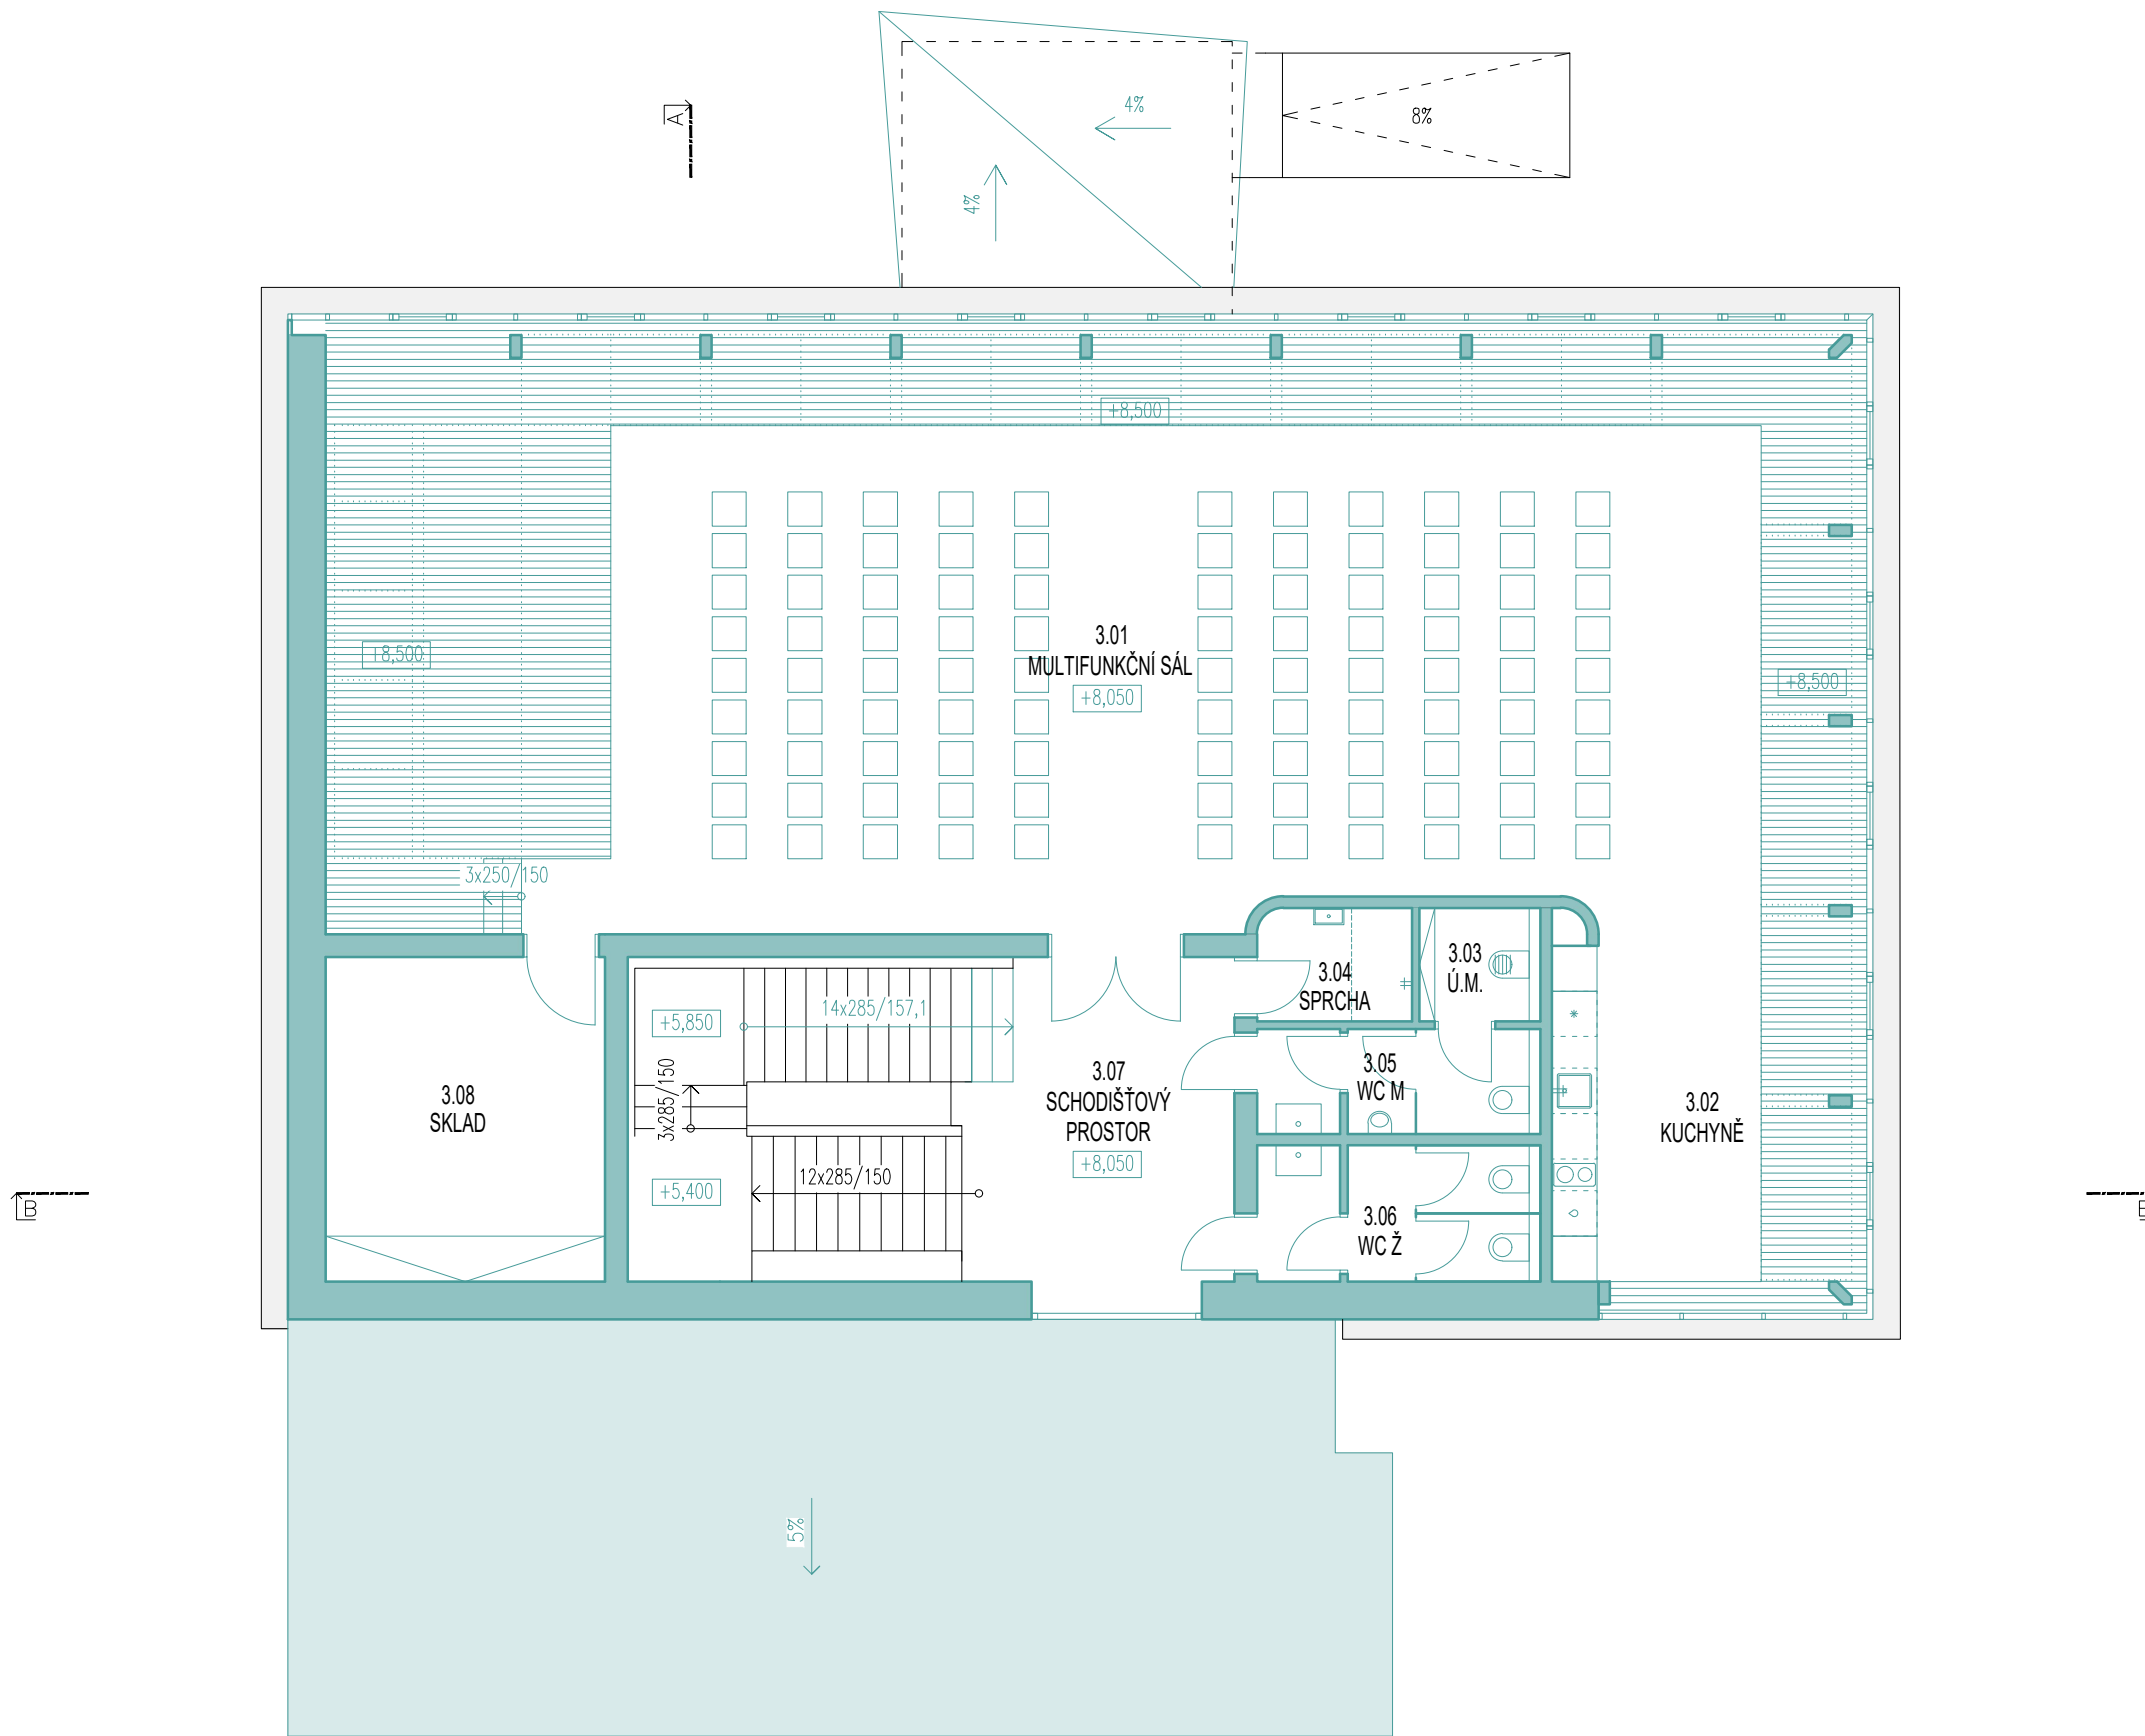 4%
8%
A
4%
+8,500
3.01
MULTIFUNKČNÍ SÁL
+8,050
+8,500
+8,500
3x250/150
3.04
SPRCHA
3.03
Ú.M.
+5,850
14x285/157,1
3x285/150
3.08
SKLAD
3.07
SCHODIŠŤOVÝ
PROSTOR
+8,050
3.05
WC M
3.02
KUCHYNĚ
12x285/150
+5,400
3.06
WC Ž
B
5%